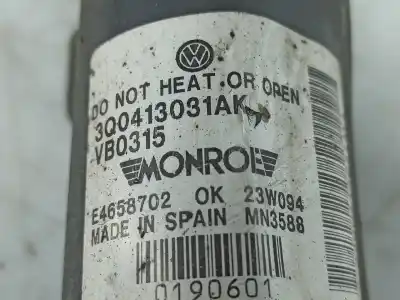 DO NOT HEAT OR OPEN
3Q0413031AK
VB0315
MONROE
E4658702 OK 23W094
MADE IN SPAIN MN3588
0190601